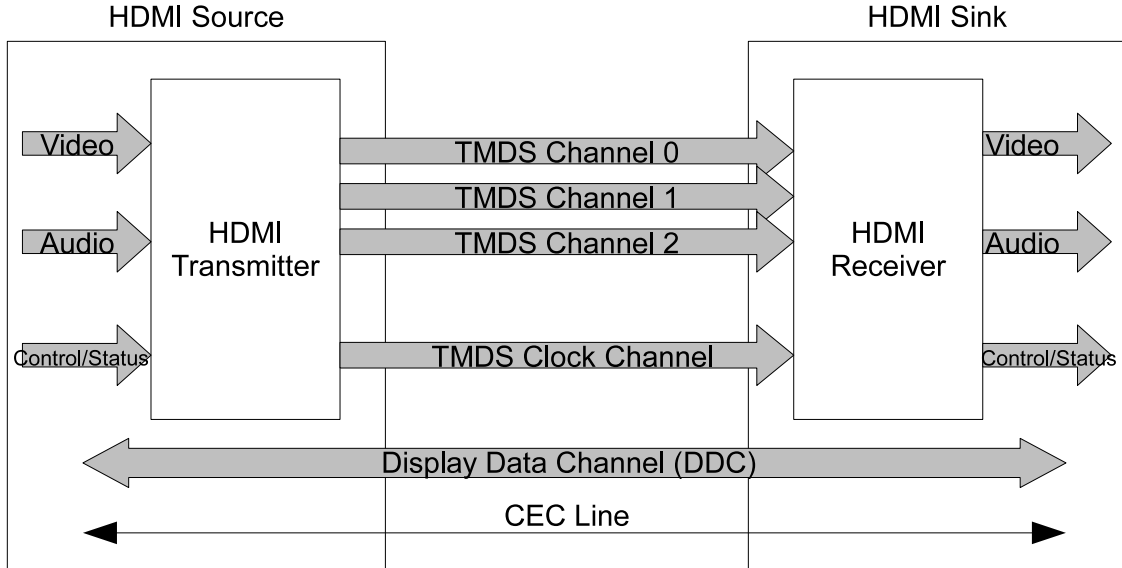 HDMI Source
HDMI Sink
Video
Audio
Control/Status
HDMI
Transmitter
TMDS Channel 0
TMDS Channel 1
TMDS Channel 2
TMDS Clock Channel
HDMI
Receiver
Video
Audio
Control/Status
Display Data Channel (DDC)
CEC Line